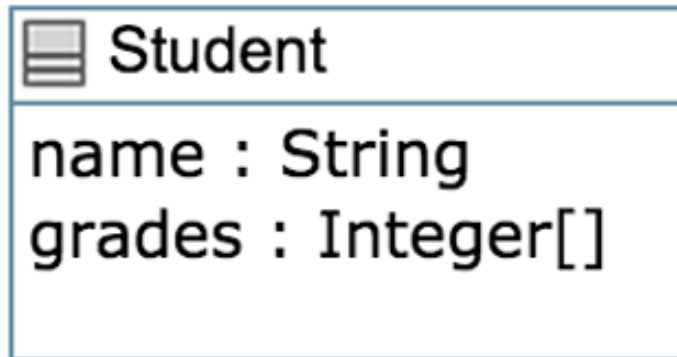 Student
name : String
grades : Integer[]